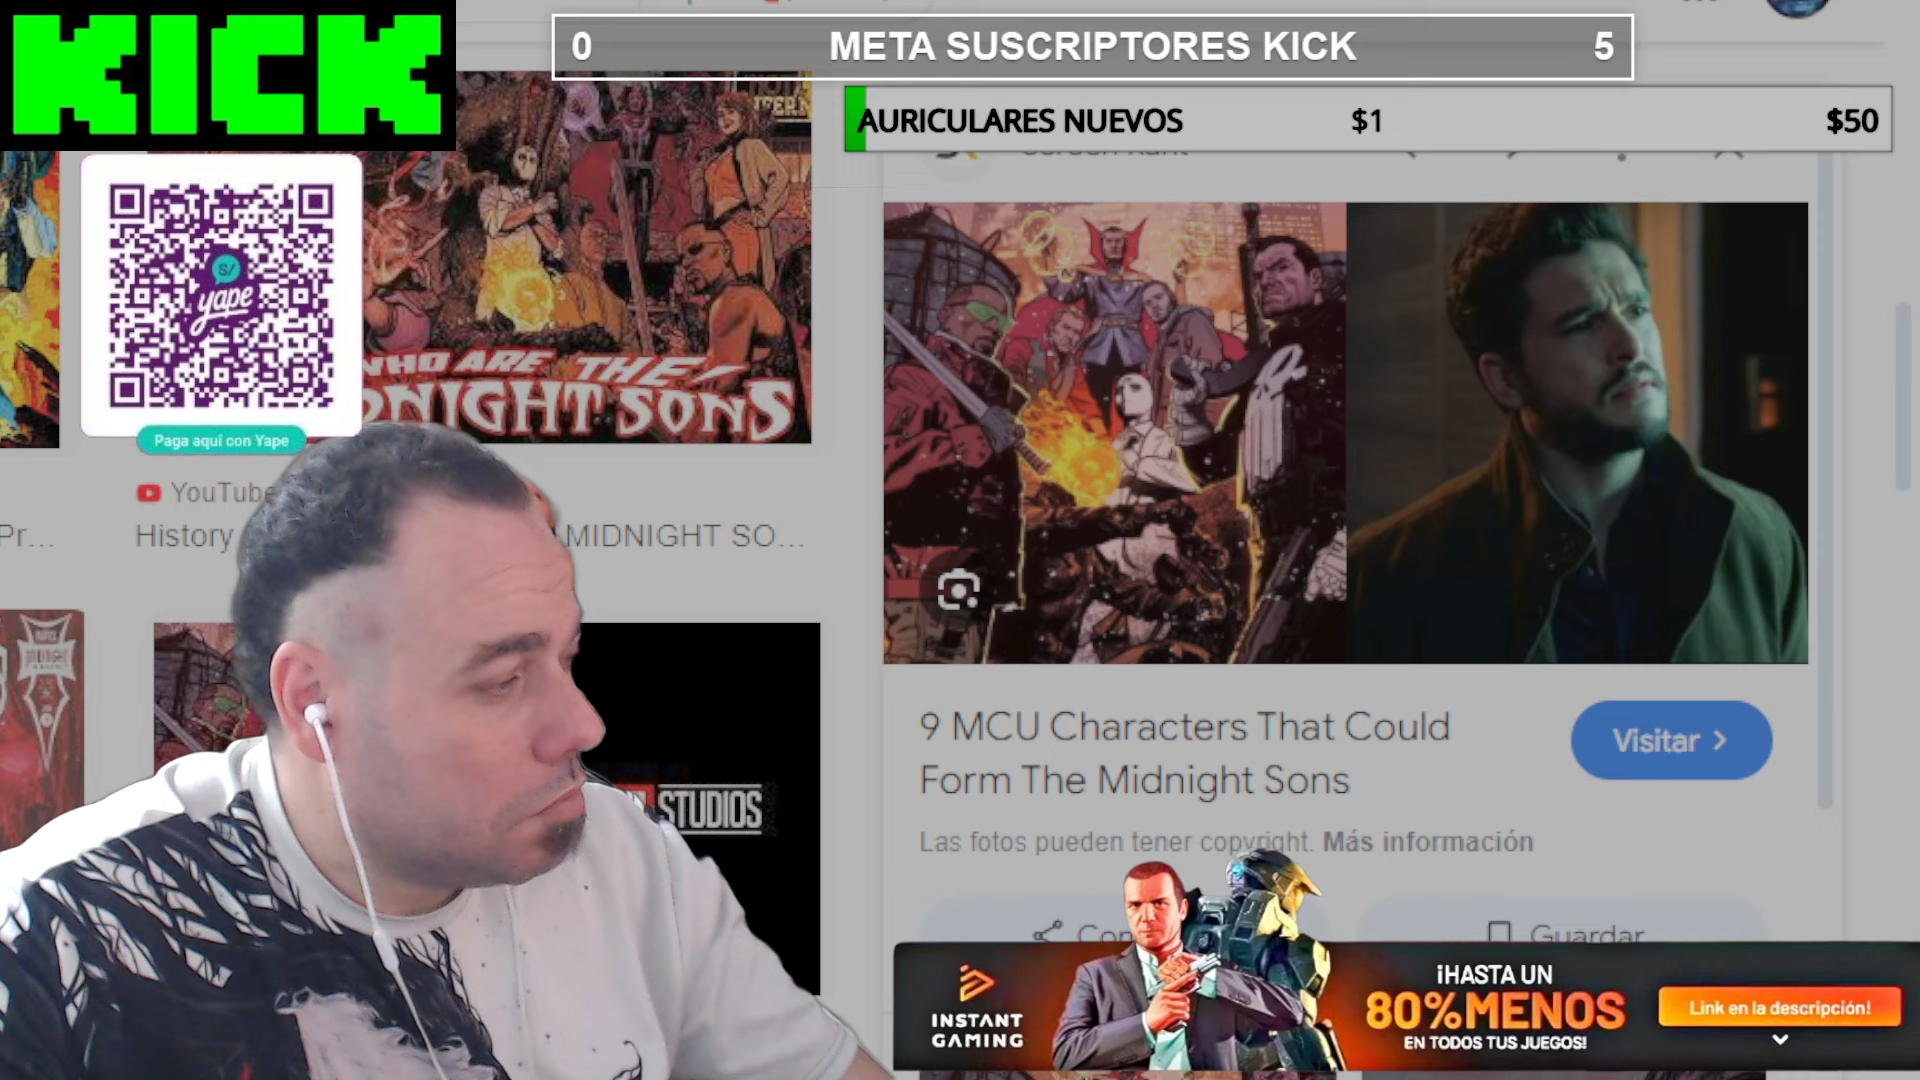 KICK
0 META SUSCRIPTORES KICK 5
AURICULARES NUEVOS $1 $50
S/
yape
Paga aquí con Yape
WHO ARE THE
MIDNIGHT SONS
YouTube
Pr...
History
MIDNIGHT SO...
STUDIOS
9 MCU Characters That Could
Form The Midnight Sons
Visitar >
Las fotos pueden tener copyright. Más información
Guardar
INSTANT
GAMING
¡HASTA UN
80%MENOS
EN TODOS TUS JUEGOS!
Link en la descripción!